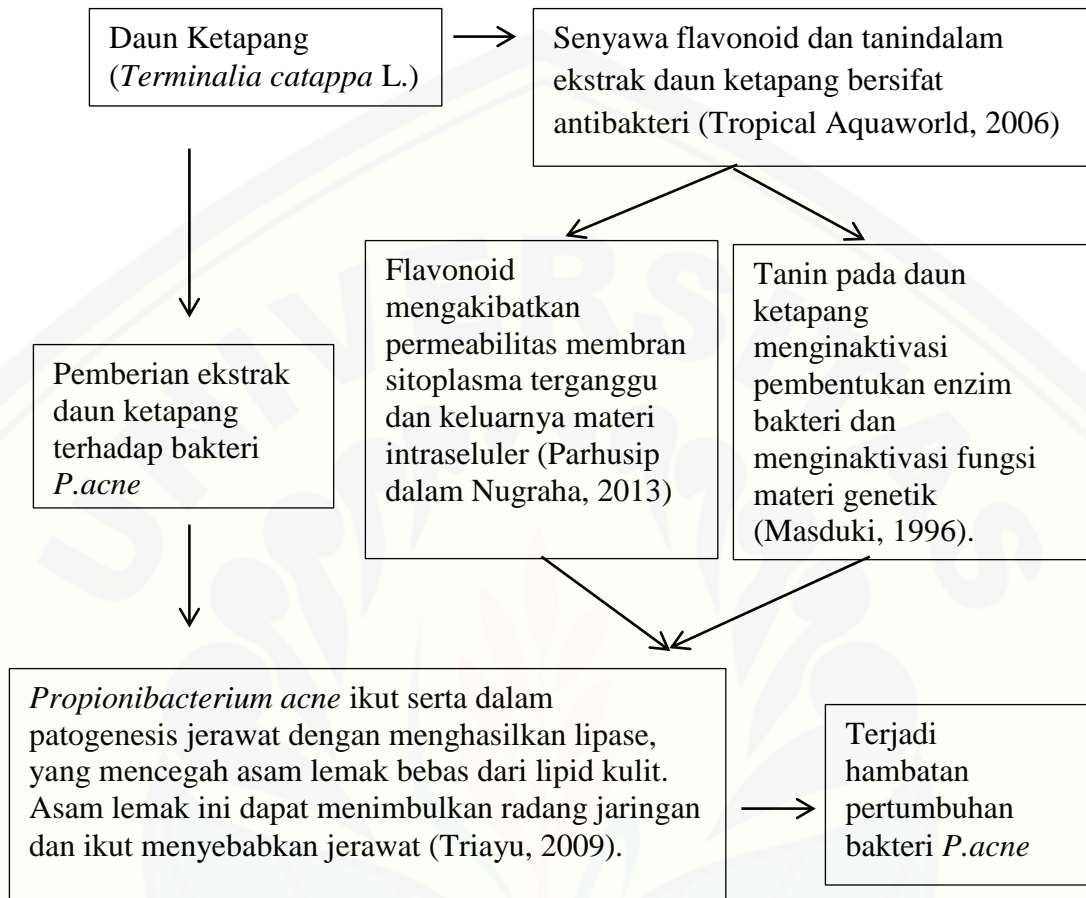 Daun Ketapang
(Terminalia catappa L.)
Senyawa flavonoid dan tanindalam
ekstrak daun ketapang bersifat
antibakteri (Tropical Aquaworld, 2006)
Flavonoid
mengakibatkan
permeabilitas membran
sitoplasma terganggu
dan keluarnya materi
intraseluler (Parhusip
dalam Nugraha, 2013)
Tanin pada daun
ketapang
menginaktivasi
pembentukan enzim
bakteri dan
menginaktivasi fungsi
materi genetik
(Masduki, 1996).
Pemberian ekstrak
daun ketapang
terhadap bakteri
P.acne
Propionibacterium acne ikut serta dalam
patogenesis jerawat dengan menghasilkan lipase,
yang mencegah asam lemak bebas dari lipid kulit.
Asam lemak ini dapat menimbulkan radang jaringan
dan ikut menyebabkan jerawat (Triayu, 2009).
Terjadi
hambatan
pertumbuhan
bakteri P.acne
UNIVERSITAS